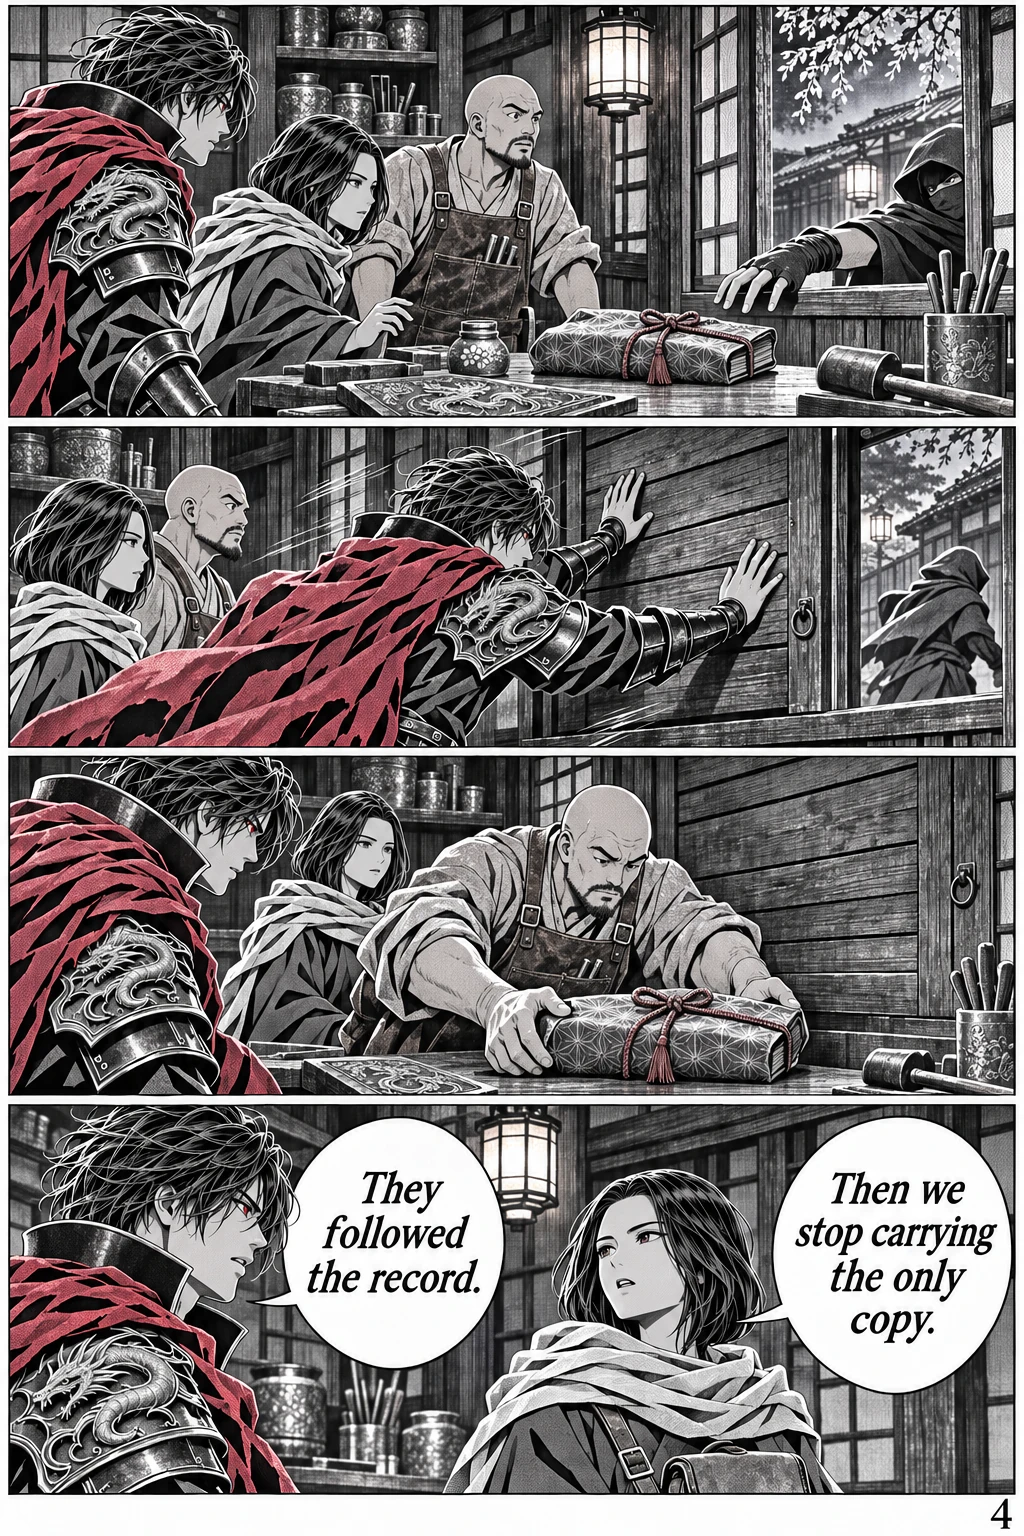 They
followed
the record.
Then we
stop carrying
the only
copy.
4